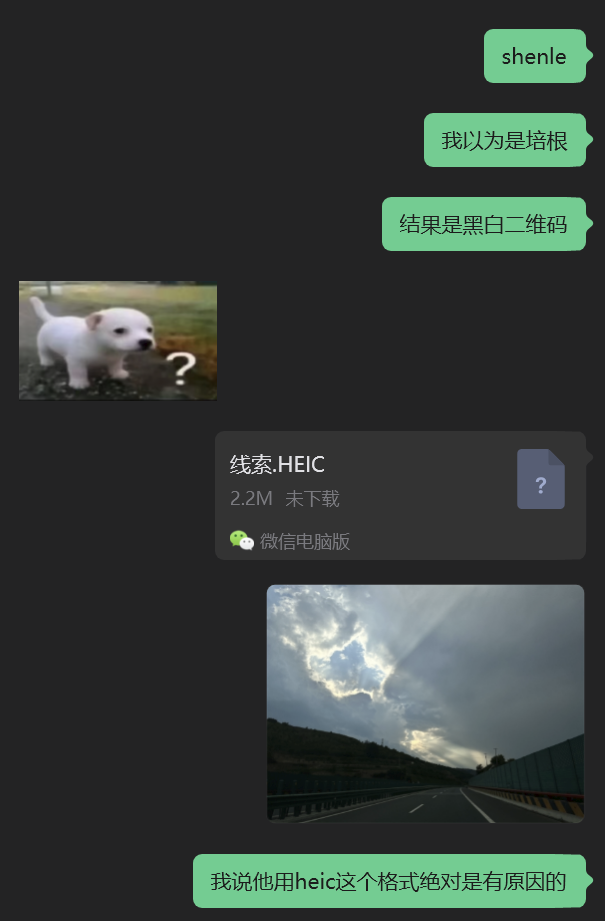 shenle
我以为是培根
结果是黑白二维码
?
线索.HEIC
2.2M 未下载
?
微信电脑版
我说他用heic这个格式绝对是有原因的